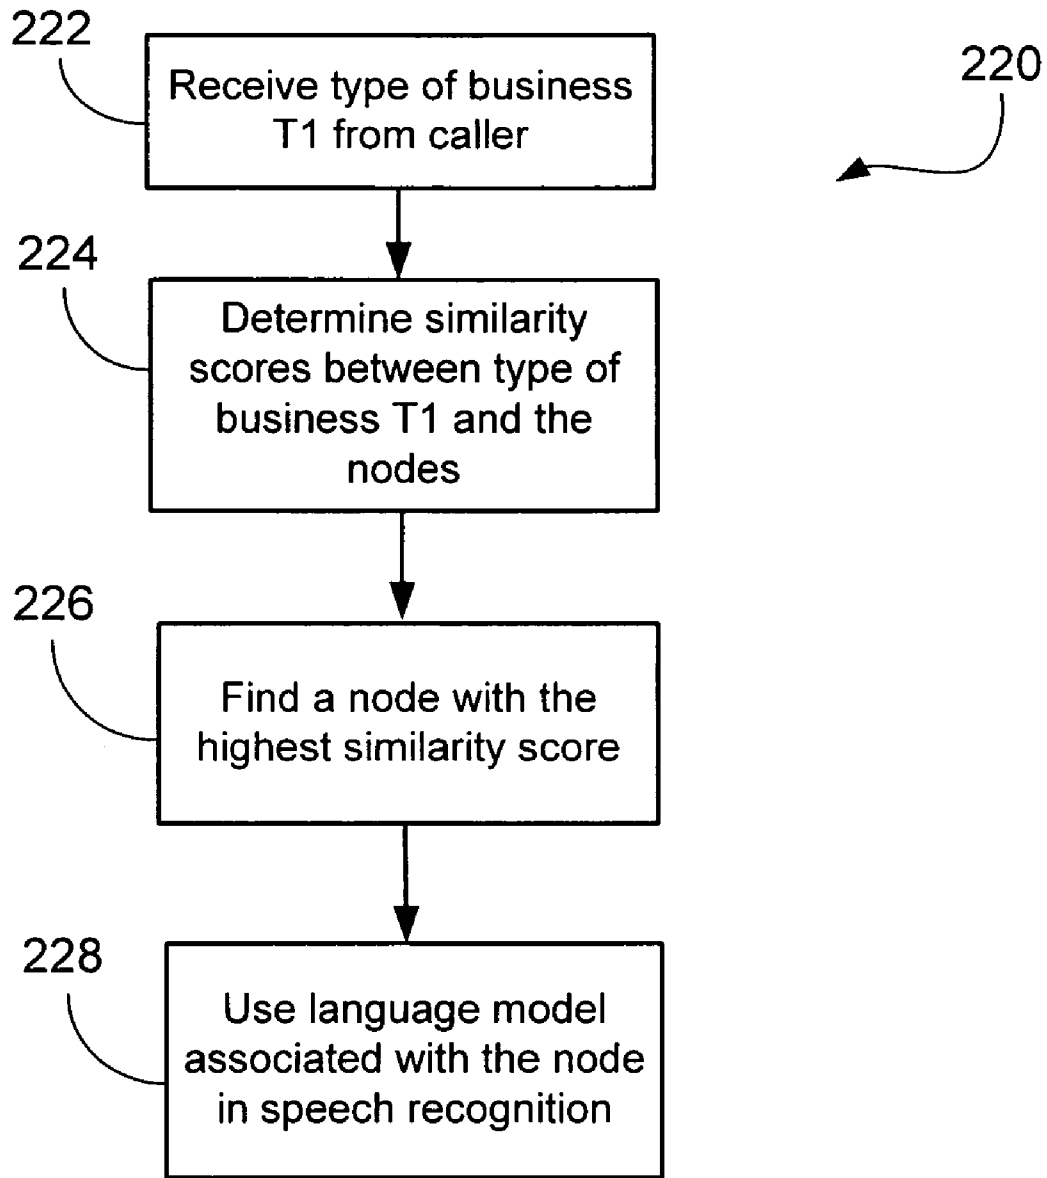 222
Receive type of business
T1 from caller
220
224
Determine similarity
scores between type of
business T1 and the
nodes
226
Find a node with the
highest similarity score
228
Use language model
associated with the node
in speech recognition